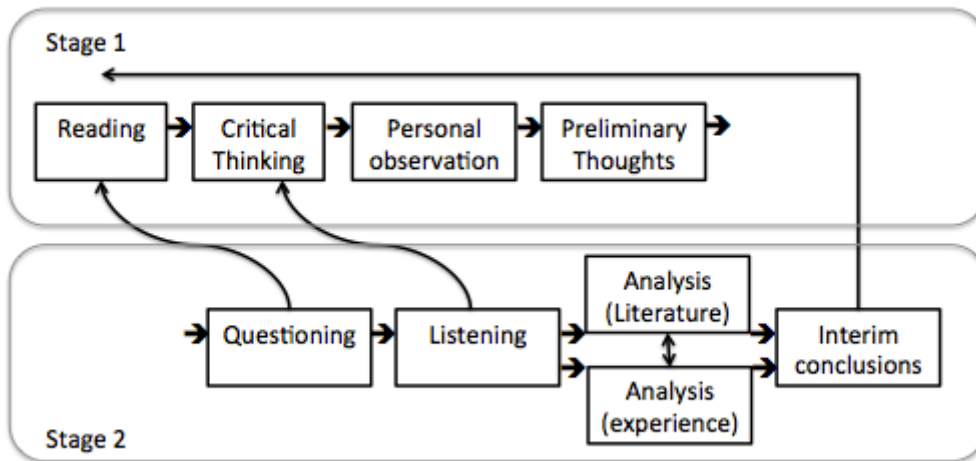 Stage 1
Reading
Critical
Thinking
Personal
observation
Preliminary
Thoughts
Questioning
Listening
Analysis
(Literature)
Analysis
(experience)
Interim
conclusions
Stage 2